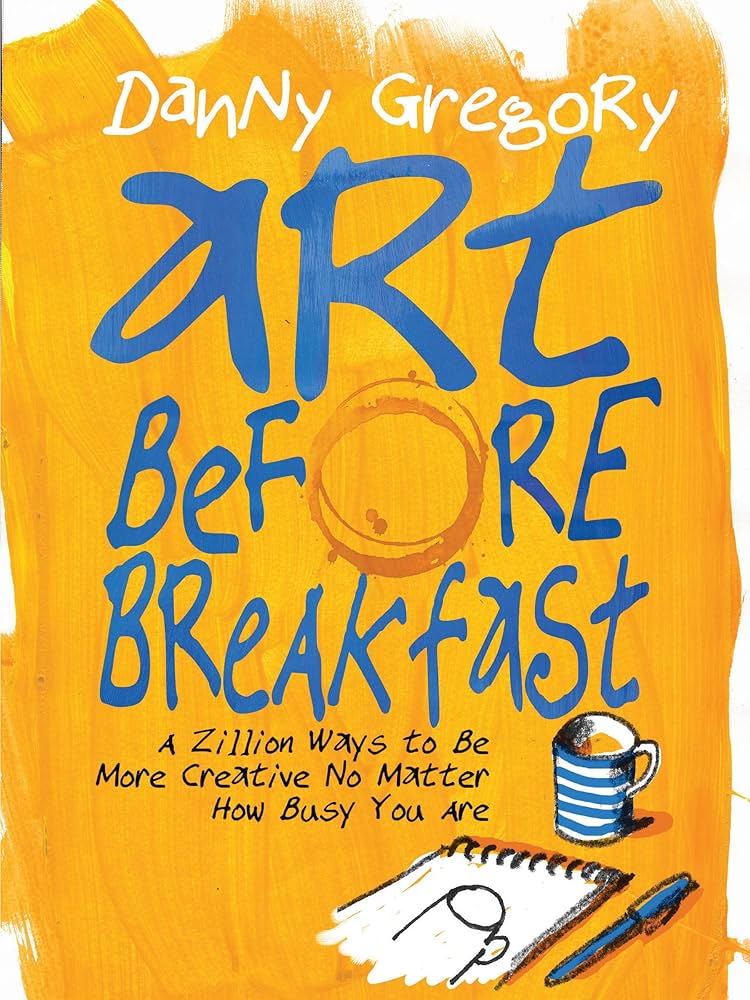 Danny Gregory
aRt
BeFORE
BReakfast
A Zillion Ways to Be
More Creative No Matter
How Busy You Are